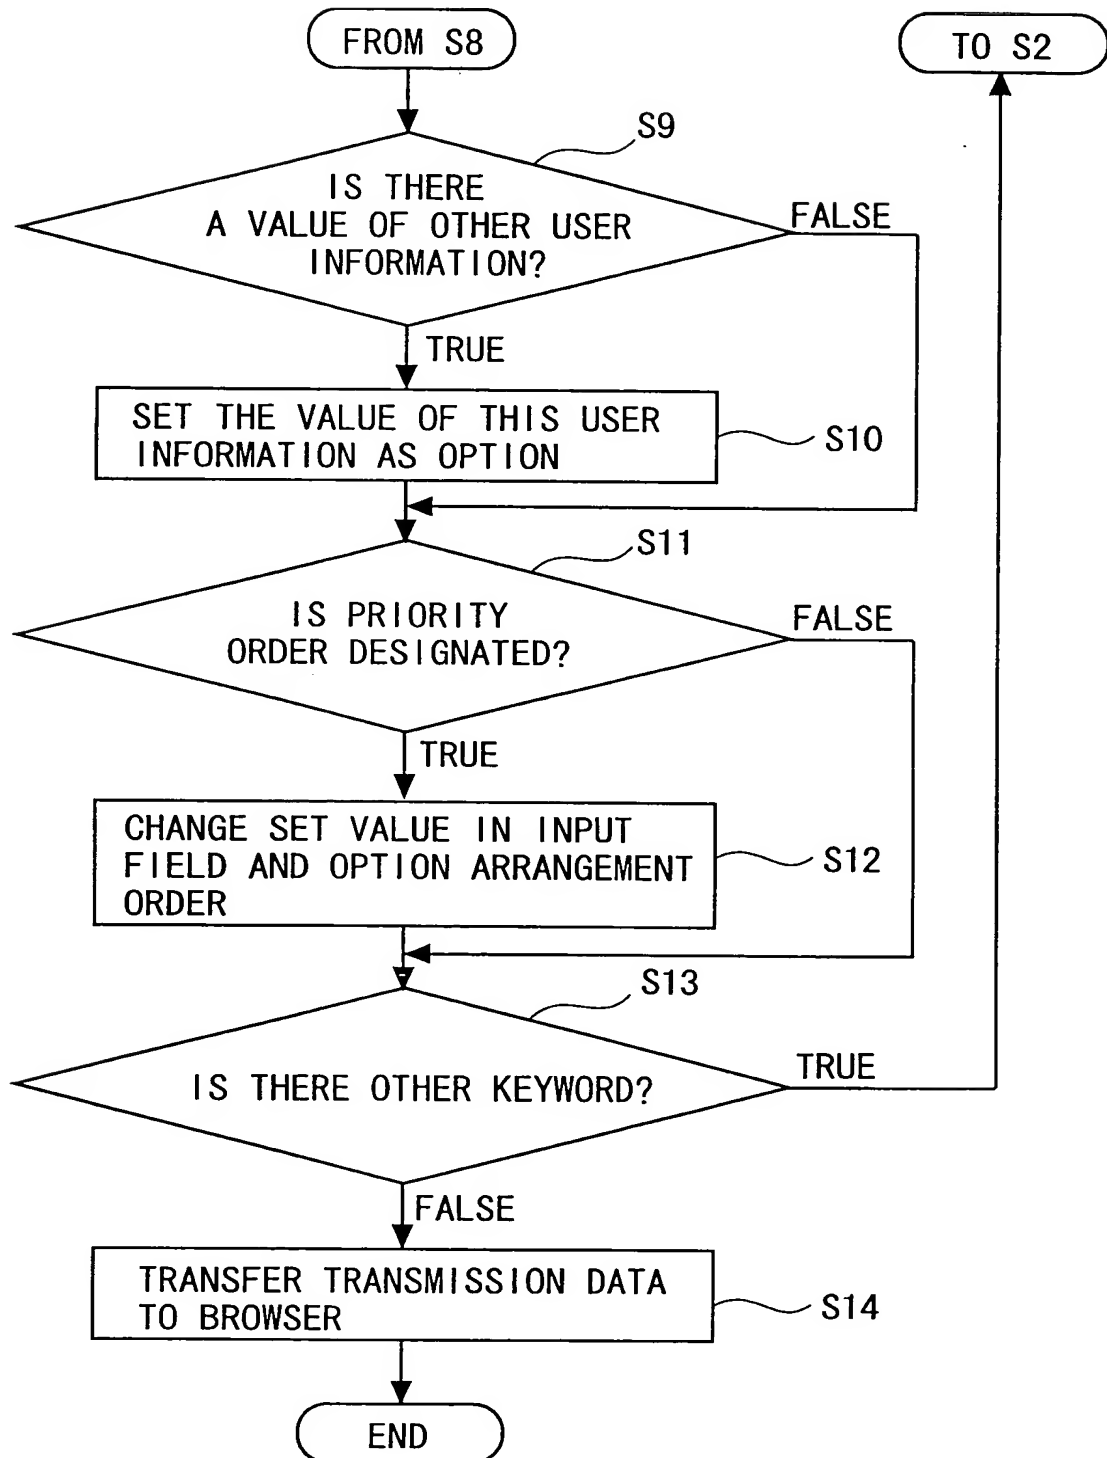 FROM S8
TO S2
S9
IS THERE
A VALUE OF OTHER USER
INFORMATION?
FALSE
TRUE
SET THE VALUE OF THIS USER
INFORMATION AS OPTION
S10
S11
IS PRIORITY
ORDER DESIGNATED?
FALSE
TRUE
CHANGE SET VALUE IN INPUT
FIELD AND OPTION ARRANGEMENT
ORDER
S12
S13
IS THERE OTHER KEYWORD?
TRUE
FALSE
TRANSFER TRANSMISSION DATA
TO BROWSER
S14
END